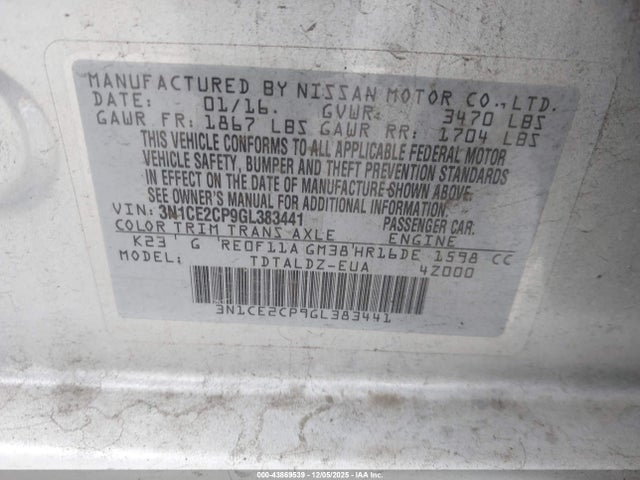 MANUFACTURED BY NISSAN MOTOR CO.,LTD.
DATE: 01/16. GVWR: 3470 LBS
GAWR FR: 1867 LBS GAWR RR: 1704 LBS
THIS VEHICLE CONFORMS TO ALL APPLICABLE FEDERAL MOTOR
VEHICLE SAFETY, BUMPER AND THEFT PREVENTION STANDARDS
IN EFFECT ON THE DATE OF MANUFACTURE SHOWN ABOVE.
SEE OWNER'S MANUAL FOR ADDITIONAL INFORMATION
VIN: 3N1CE2CP9GL383441 PASSENGER CAR.
COLOR TRIM TRANS AXLE ENGINE
K23 G RE0F11A GM38 HR16DE 1598 CC
MODEL: TDTALDZ-EUA 4Z000
3N1CE2CP9GL383441
000-43869539 - 12/05/2025 - IAA, Inc.